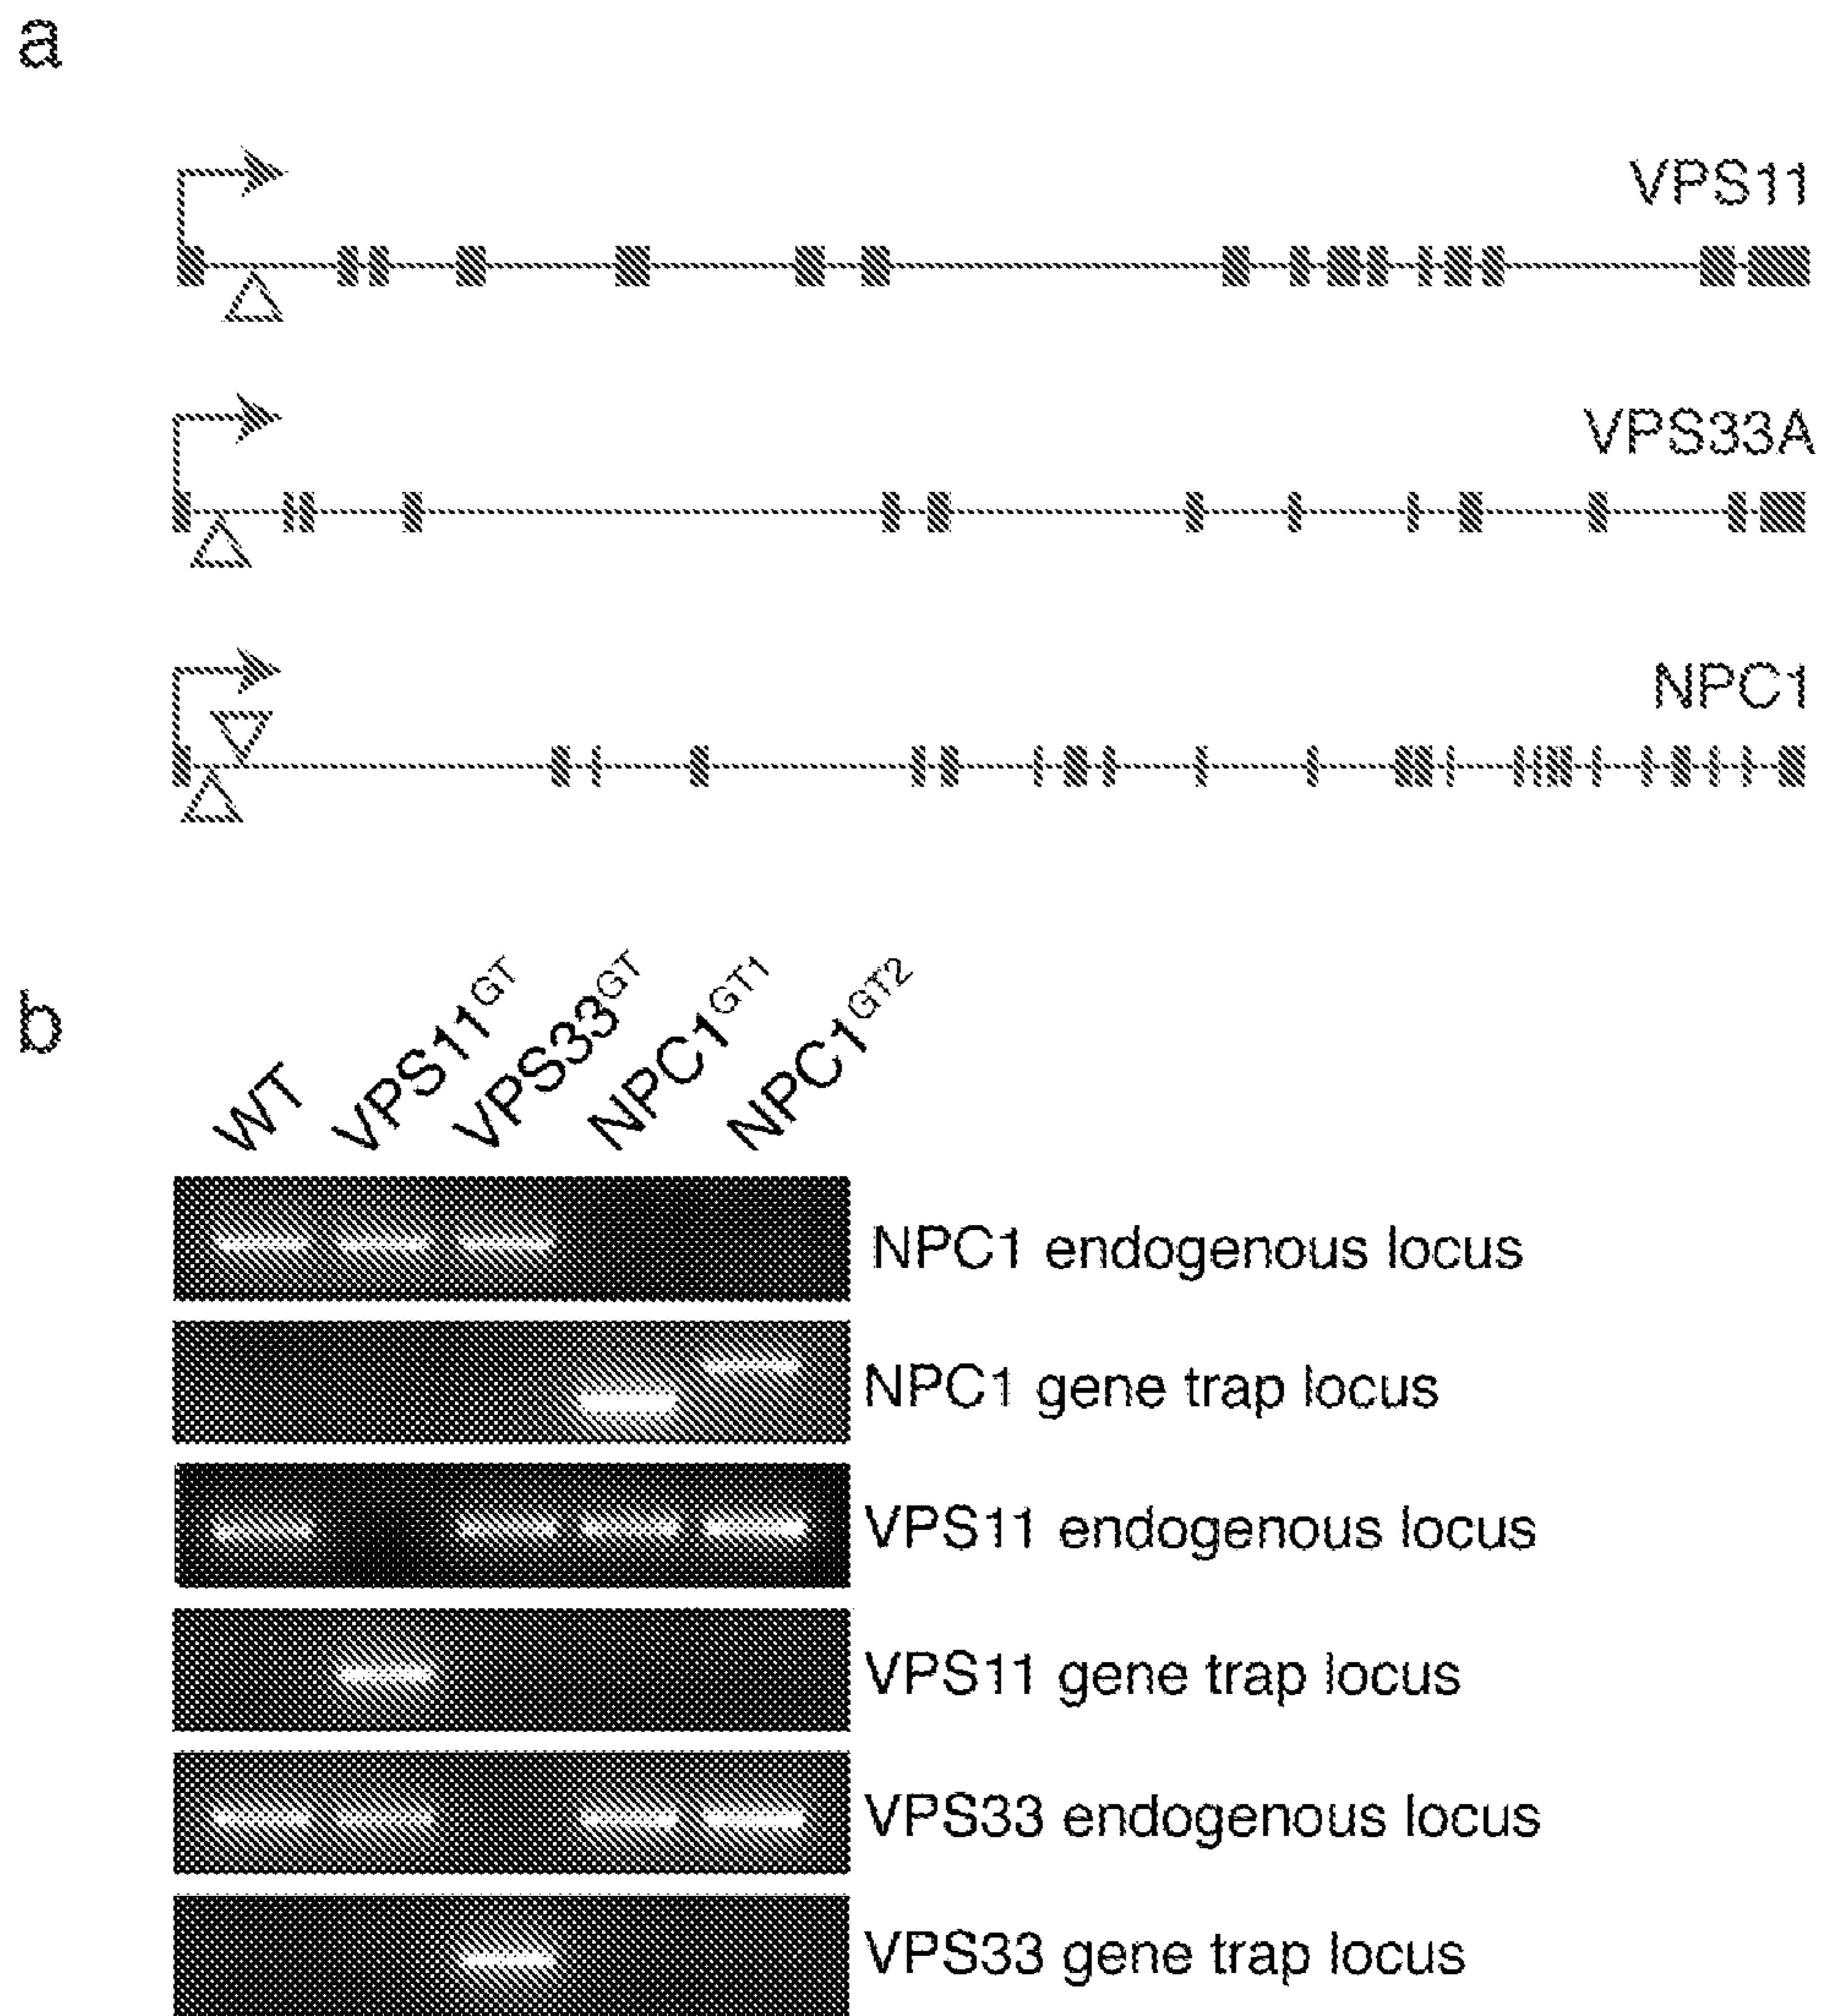 a
VPS11
VPS33A
NPC1
b
WT VPS11GT VPS33GT NPC1GT1 NPC1GT2
NPC1 endogenous locus
NPC1 gene trap locus
VPS11 endogenous locus
VPS11 gene trap locus
VPS33 endogenous locus
VPS33 gene trap locus